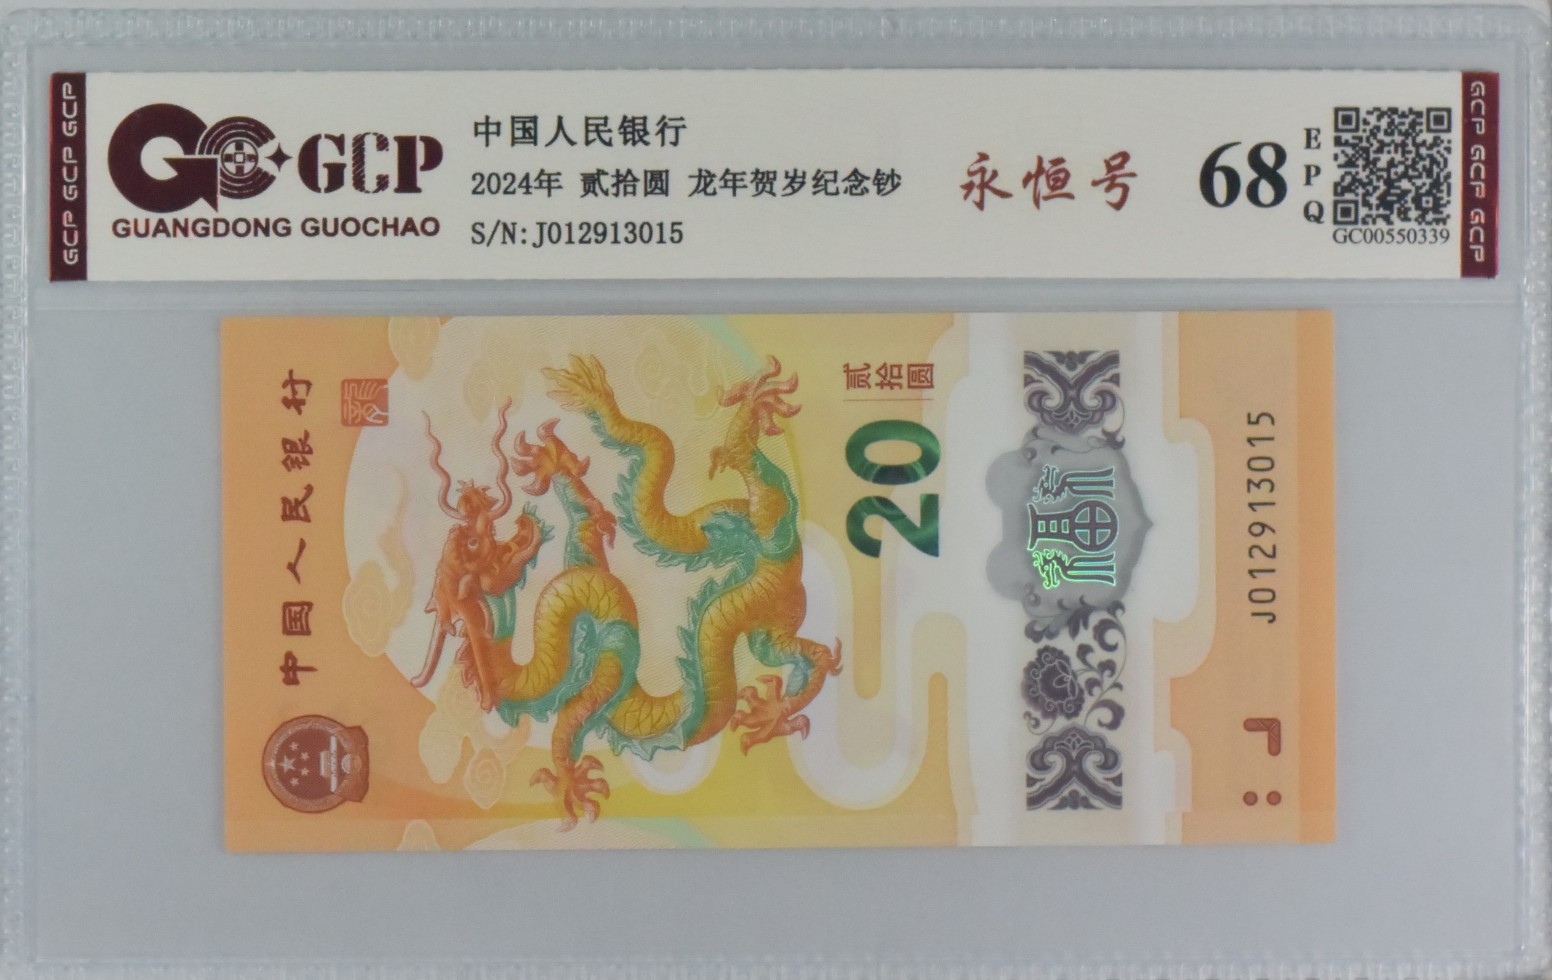 GCP GCP GCP
GCP
GUANGDONG GUOCHAO
中国人民银行
2024年 贰拾圆 龙年贺岁纪念钞
S/N:J012913015
永恒号
68
EPQ
GC00550339
GCP GCP GCP
中国人民银行
贰拾圆
20
J012913015